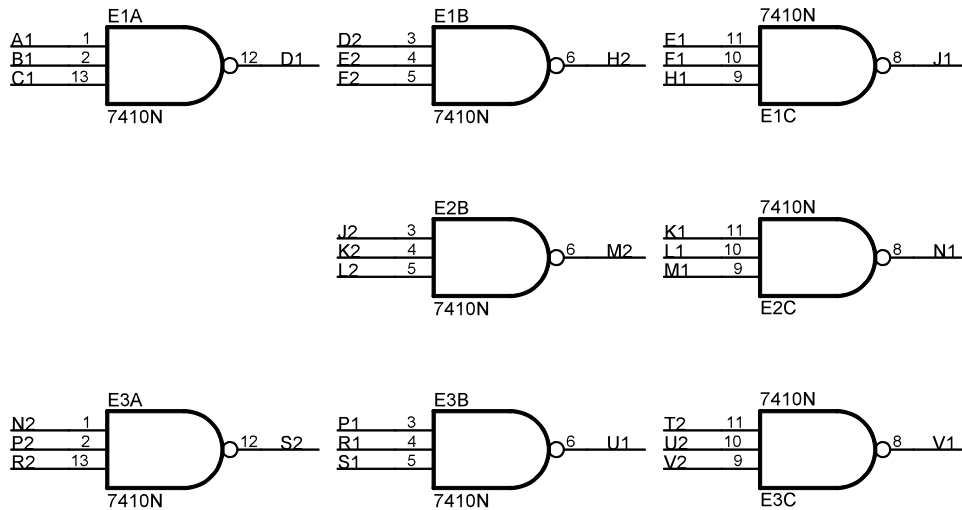 E1A
A1 1
B1 2
C1 13
12 D1
7410N
E1B
D2 3
E2 4
F2 5
6 H2
7410N
7410N
E1 11
F1 10
H1 9
8 J1
E1C
E2B
J2 3
K2 4
L2 5
6 M2
7410N
7410N
K1 11
L1 10
M1 9
8 N1
E2C
E3A
N2 1
P2 2
R2 13
12 S2
7410N
E3B
P1 3
R1 4
S1 5
6 U1
7410N
7410N
T2 11
U2 10
V2 9
8 V1
E3C